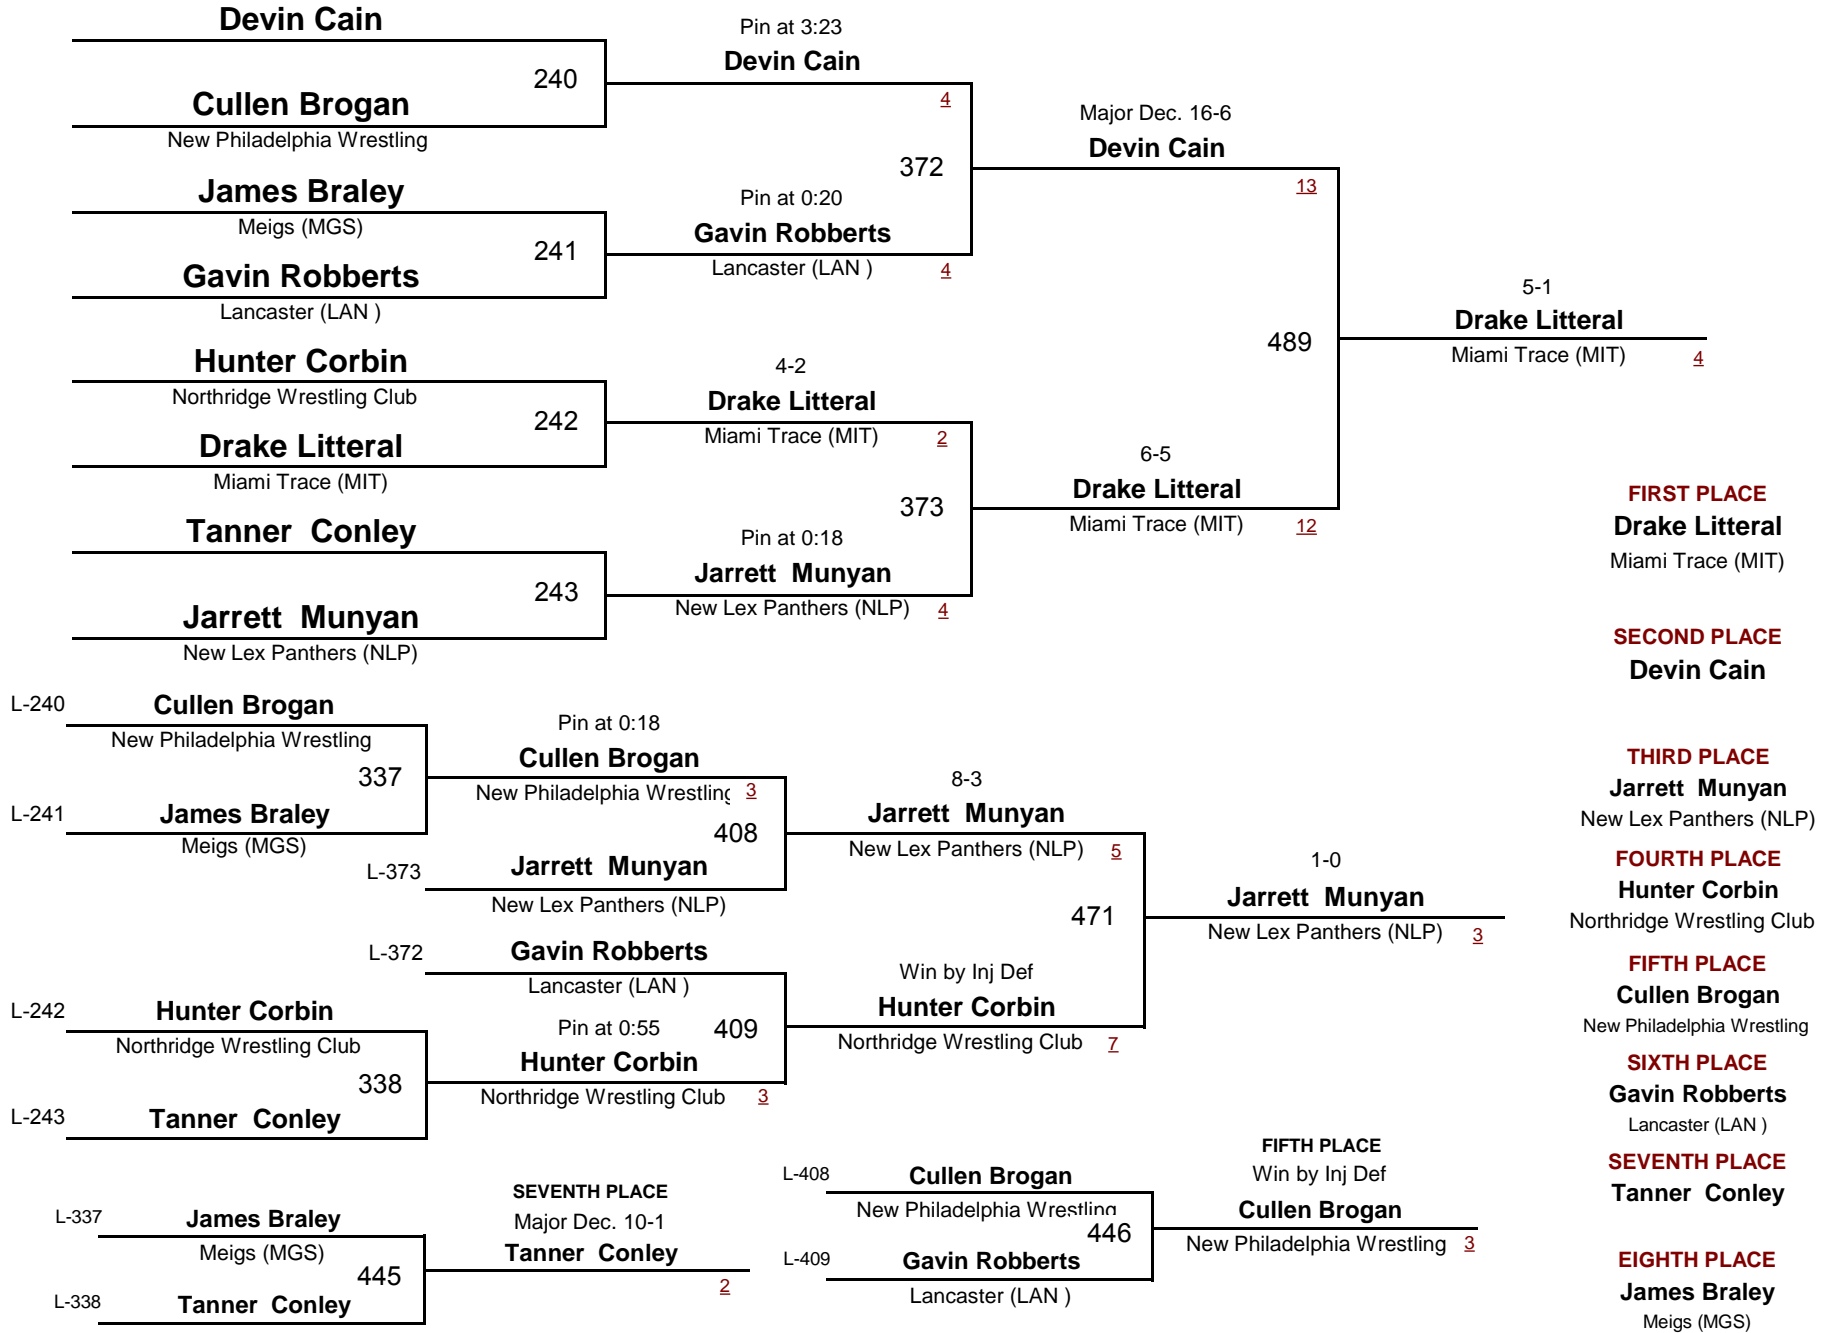 Devin Cain
240
Cullen Brogan
New Philadelphia Wrestling
James Braley
Meigs (MGS)
241
Gavin Robberts
Lancaster (LAN )
Hunter Corbin
Northridge Wrestling Club
242
Drake Litteral
Miami Trace (MIT)
Tanner  Conley
243
Jarrett  Munyan
New Lex Panthers (NLP)
Pin at 3:23
Devin Cain
4
372
Pin at 0:20
Gavin Robberts
Lancaster (LAN )
4
4-2
Drake Litteral
Miami Trace (MIT)
2
373
Pin at 0:18
Jarrett  Munyan
New Lex Panthers (NLP)
4
Major Dec. 16-6
Devin Cain
13
489
6-5
Drake Litteral
Miami Trace (MIT)
12
5-1
Drake Litteral
Miami Trace (MIT)
4
L-240
Cullen Brogan
New Philadelphia Wrestling
337
L-241
James Braley
Meigs (MGS)
Pin at 0:18
Cullen Brogan
New Philadelphia Wrestling
3
408
L-373
Jarrett  Munyan
New Lex Panthers (NLP)
8-3
Jarrett  Munyan
New Lex Panthers (NLP)
5
L-372
Gavin Robberts
Lancaster (LAN )
409
L-242
Hunter Corbin
Northridge Wrestling Club
338
L-243
Tanner  Conley
Pin at 0:55
Hunter Corbin
Northridge Wrestling Club
3
471
Win by Inj Def
Hunter Corbin
Northridge Wrestling Club
7
1-0
Jarrett  Munyan
New Lex Panthers (NLP)
3
L-337
James Braley
Meigs (MGS)
445
L-338
Tanner  Conley
SEVENTH PLACE
Major Dec. 10-1
Tanner  Conley
2
L-408
Cullen Brogan
New Philadelphia Wrestling
446
L-409
Gavin Robberts
Lancaster (LAN )
FIFTH PLACE
Win by Inj Def
Cullen Brogan
New Philadelphia Wrestling
3
FIRST PLACE
Drake Litteral
Miami Trace (MIT)
SECOND PLACE
Devin Cain
THIRD PLACE
Jarrett  Munyan
New Lex Panthers (NLP)
FOURTH PLACE
Hunter Corbin
Northridge Wrestling Club
FIFTH PLACE
Cullen Brogan
New Philadelphia Wrestling
SIXTH PLACE
Gavin Robberts
Lancaster (LAN )
SEVENTH PLACE
Tanner  Conley
EIGHTH PLACE
James Braley
Meigs (MGS)